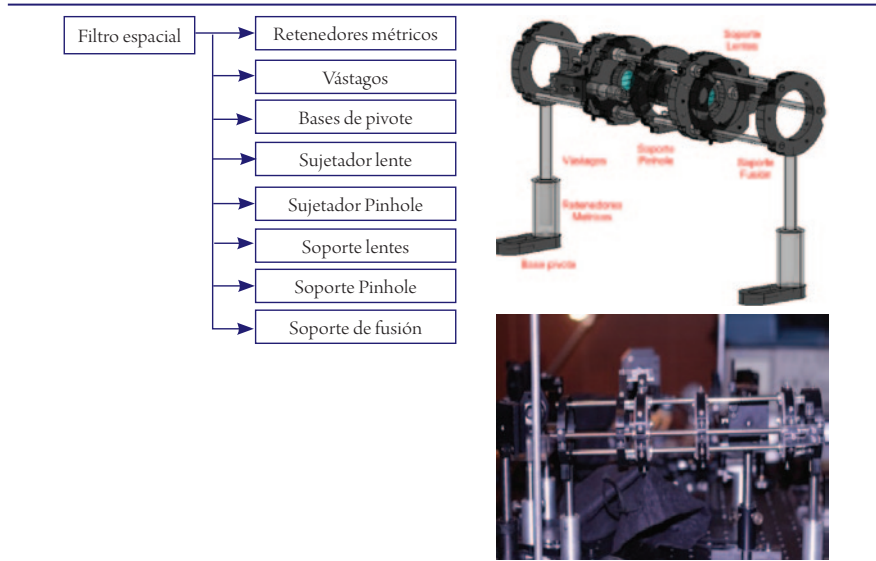 Filtro espacial
Retenedores métricos
Vástagos
Bases de pivote
Sujetador lente
Sujetador Pinhole
Soporte lentes
Soporte Pinhole
Soporte de fusión
Soporte
Lentes
Vástagos
Soporte
Pinhole
Soporte
Fusión
Retenedores
Metricos
Base pivote